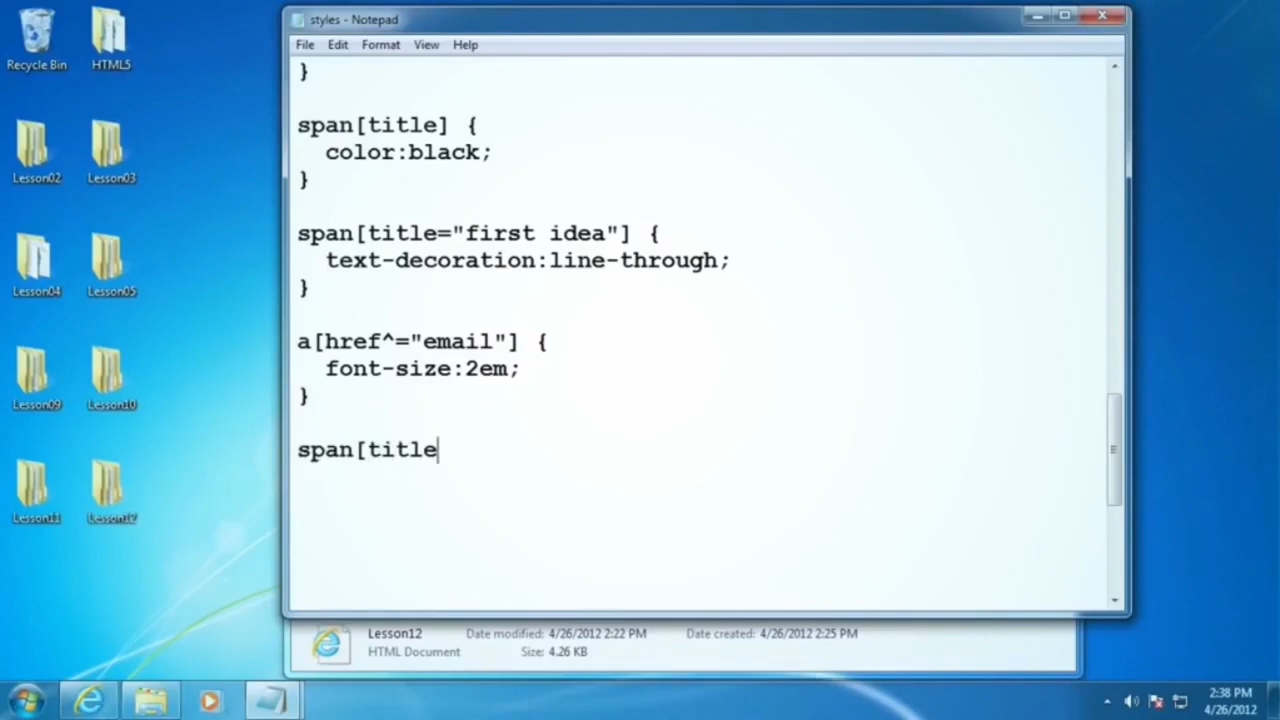 Recycle Bin
HTML5
Lesson02
Lesson03
Lesson04
Lesson05
Lesson09
Lesson10
Lesson11
Lesson12
styles - Notepad
File Edit Format View Help
}
span[title] {
color:black;
}
span[title="first idea"] {
text-decoration:line-through;
}
a[href^="email"] {
font-size:2em;
}
span[title
Lesson12 Date modified: 4/26/2012 2:22 PM Date created: 4/26/2012 2:25 PM
HTML Document Size: 4.26 KB
2:38 PM
4/26/2012